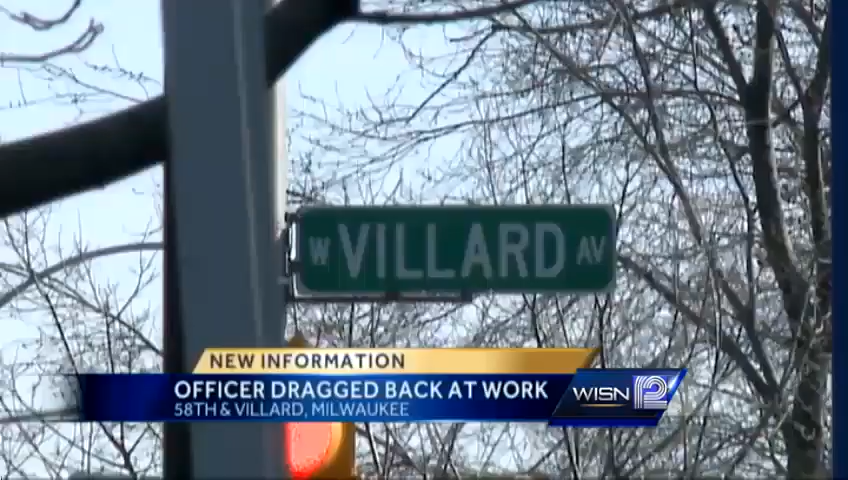 W VILLARD AV
NEW INFORMATION
OFFICER DRAGGED BACK AT WORK
58TH & VILLARD, MILWAUKEE
WISN 12